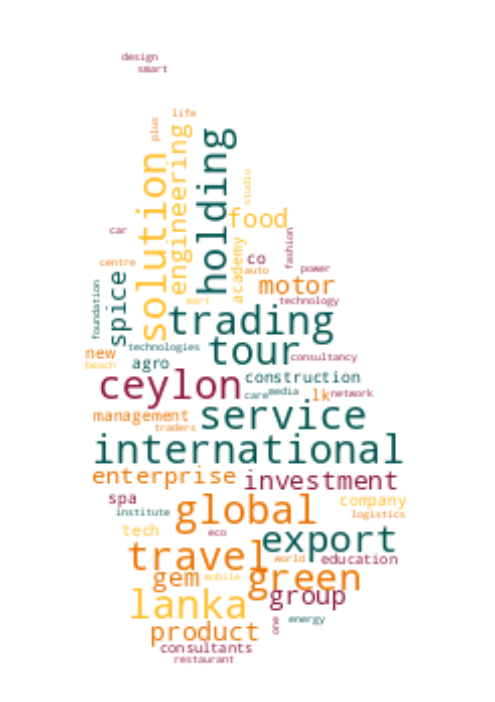 design
smart
life
plus
engineering
holding
solution
studio
food
car
fashion
academy
co
centre
auto
power
spice
motor
foundation
mart
technology
trading
technologies
tour
new
consultancy
beach
agro
ceylon
construction
care
media
lk
network
management
service
traders
international
enterprise
investment
spa
global
company
institute
logistics
tech
eco
export
travel
world
education
gem
mobile
green
lanka
group
one
energy
product
consultants
restaurant